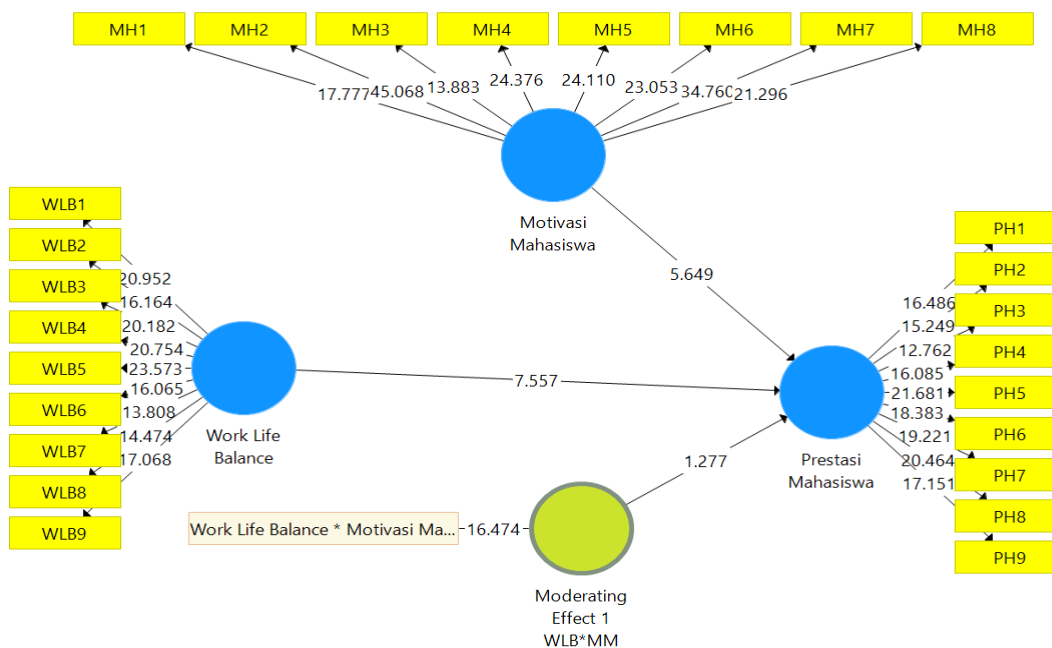 MH1 MH2 MH3 MH4 MH5 MH6 MH7 MH8
17.777 45.068 13.883 24.376 24.110 23.053 34.760 21.296
Motivasi
Mahasiswa
WLB1
WLB2
WLB3
WLB4
WLB5
WLB6
WLB7
WLB8
WLB9
20.952
16.164
20.182
20.754
23.573
16.065
13.808
14.474
17.068
Work Life
Balance
5.649
7.557
1.277
Prestasi
Mahasiswa
16.486
15.249
12.762
16.085
21.681
18.383
19.221
20.464
17.151
PH1
PH2
PH3
PH4
PH5
PH6
PH7
PH8
PH9
Work Life Balance * Motivasi Ma...
16.474
Moderating
Effect 1
WLB*MM